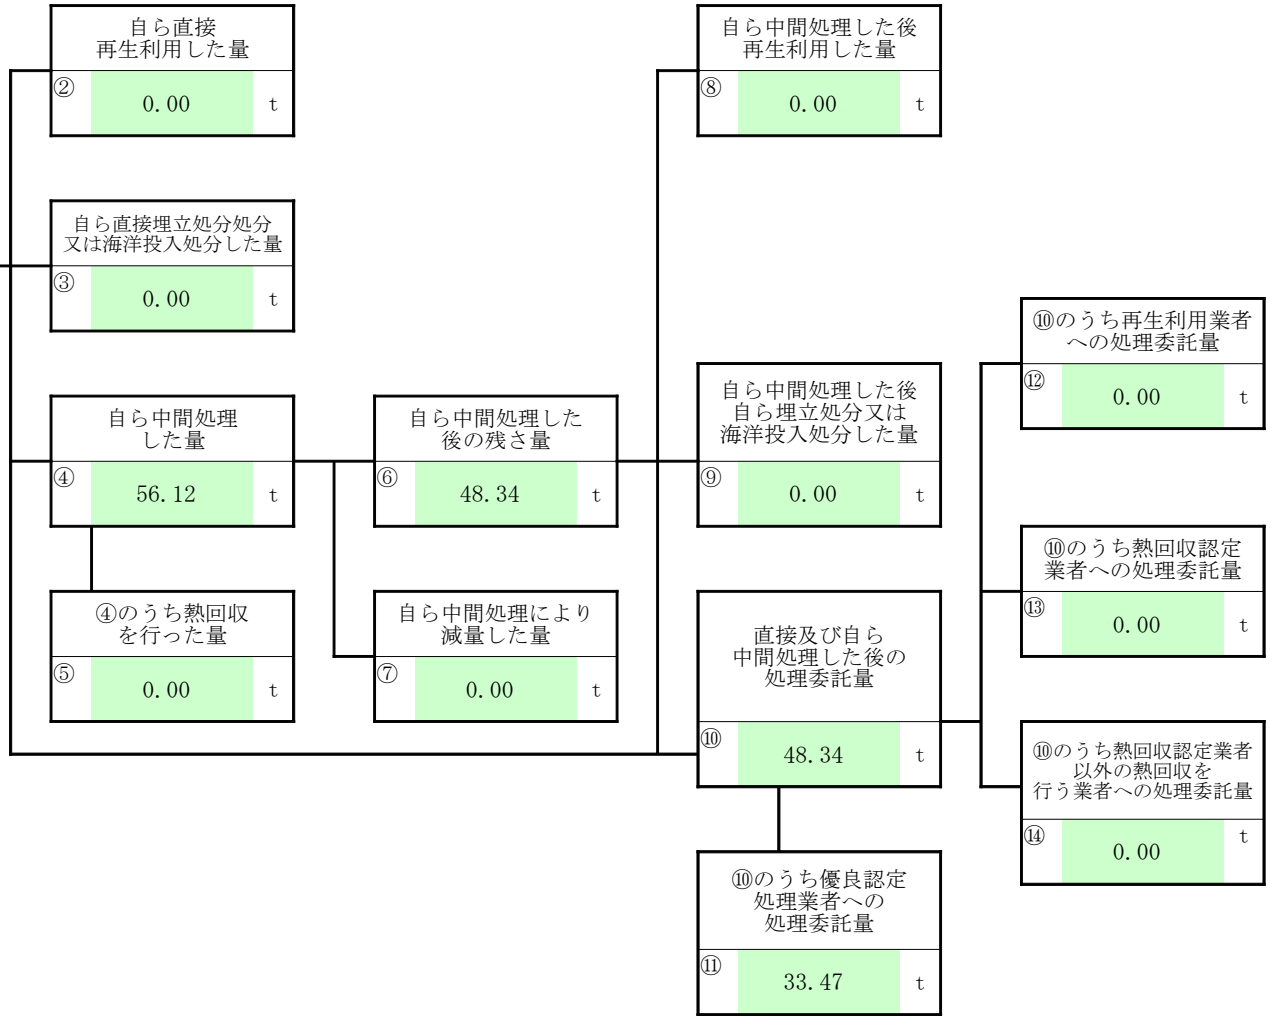 自ら直接
再生利用した量
②
0.00 t
自ら直接埋立処分処分
又は海洋投入処分した量
③
0.00 t
自ら中間処理
した量
④
56.12 t
④のうち熱回収
を行った量
⑤
0.00 t
自ら中間処理した
後の残さ量
⑥
48.34 t
自ら中間処理により
減量した量
⑦
0.00 t
自ら中間処理した後
再生利用した量
⑧
0.00 t
自ら中間処理した後
自ら埋立処分又は
海洋投入処分した量
⑨
0.00 t
直接及び自ら
中間処理した後の
処理委託量
⑩
48.34 t
⑩のうち優良認定
処理業者への
処理委託量
⑪
33.47 t
⑩のうち再生利用業者
への処理委託量
⑫
0.00 t
⑩のうち熱回収認定
業者への処理委託量
⑬
0.00 t
⑩のうち熱回収認定業者
以外の熱回収を
行う業者への処理委託量
⑭
0.00 t